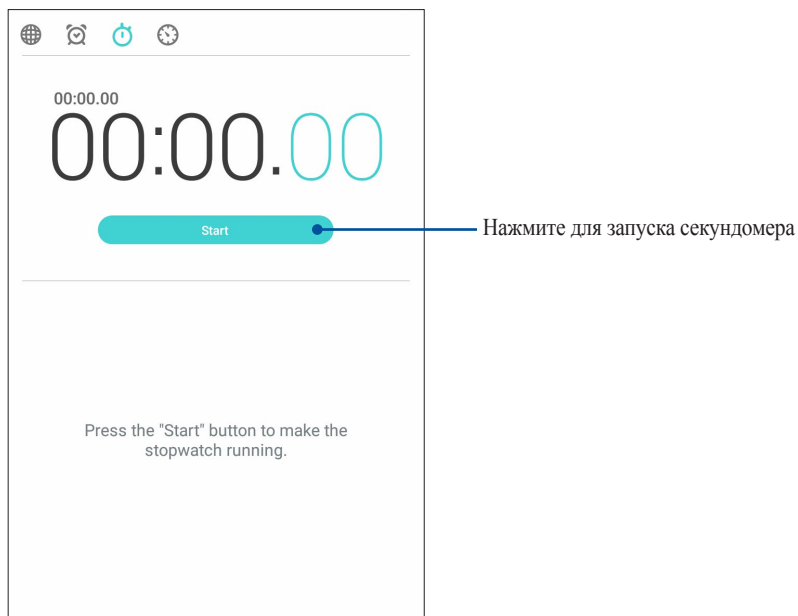 00:00.00
00:00.00
Start
Нажмите для запуска секундомера
Press the "Start" button to make the
stopwatch running.